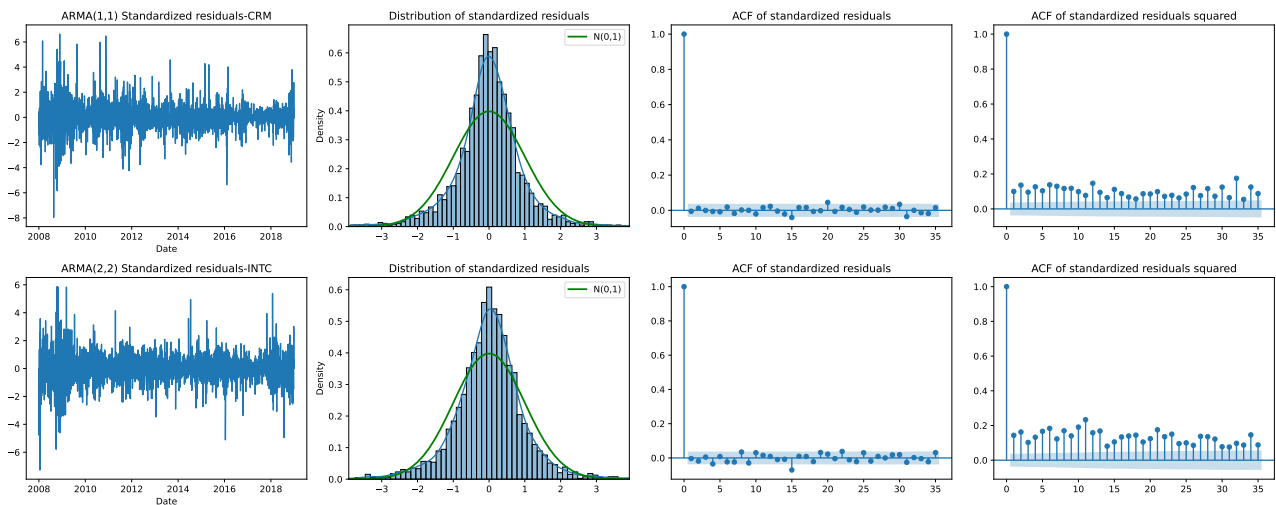 ARMA(1,1) Standardized residuals-CRM
6
4
2
0
−2
−4
−6
−8
2008 2010 2012 2014 2016 2018
Date
Distribution of standardized residuals
N(0,1)
Density
0.6
0.5
0.4
0.3
0.2
0.1
0.0
−3 −2 −1 0 1 2 3
ACF of standardized residuals
1.0
0.8
0.6
0.4
0.2
0.0
0 5 10 15 20 25 30 35
ACF of standardized residuals squared
1.0
0.8
0.6
0.4
0.2
0.0
0 5 10 15 20 25 30 35
ARMA(2,2) Standardized residuals-INTC
6
4
2
0
−2
−4
−6
2008 2010 2012 2014 2016 2018
Date
Distribution of standardized residuals
N(0,1)
Density
0.6
0.5
0.4
0.3
0.2
0.1
0.0
−3 −2 −1 0 1 2 3
ACF of standardized residuals
1.0
0.8
0.6
0.4
0.2
0.0
0 5 10 15 20 25 30 35
ACF of standardized residuals squared
1.0
0.8
0.6
0.4
0.2
0.0
0 5 10 15 20 25 30 35